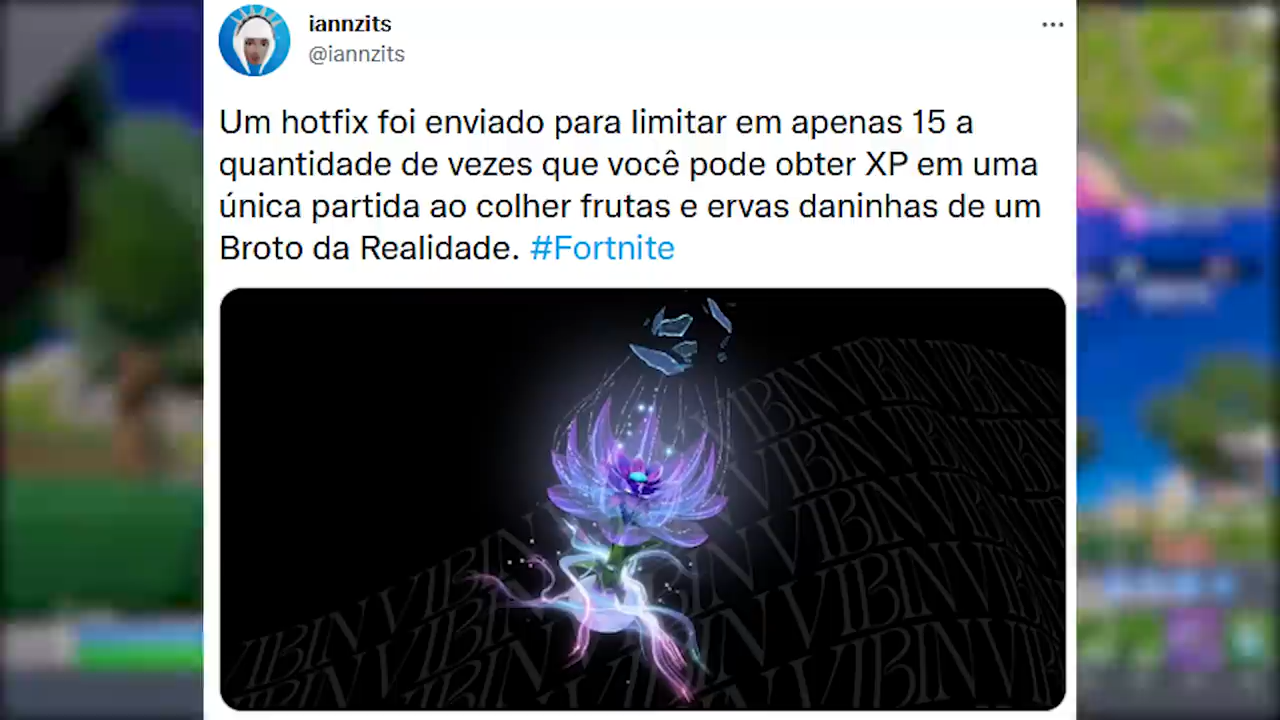 iannzits
@iannzits
Um hotfix foi enviado para limitar em apenas 15 a
quantidade de vezes que você pode obter XP em uma
única partida ao colher frutas e ervas daninhas de um
Broto da Realidade. #Fortnite
VIBIN VIBIN VIBIN VIBIN